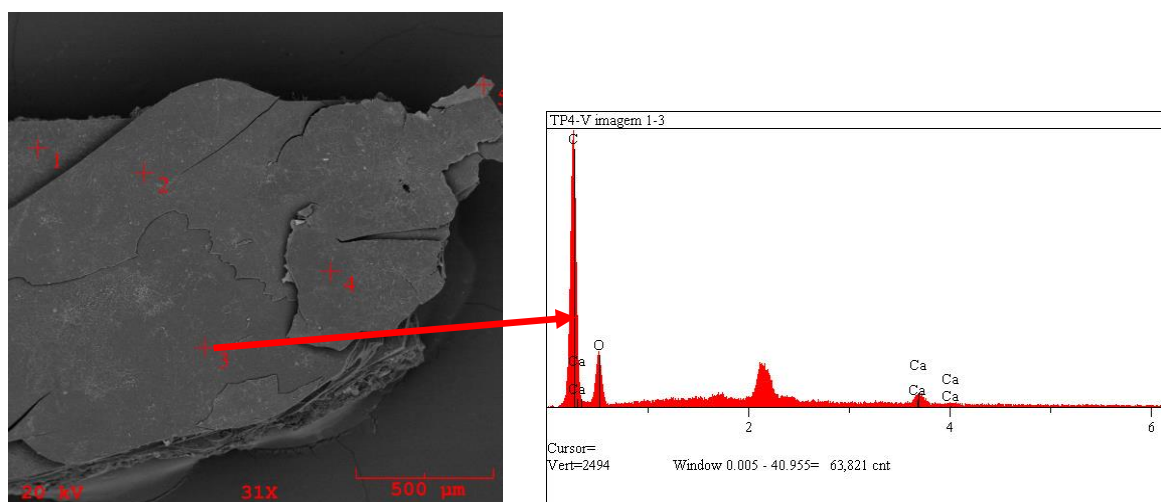 1
2
3
4
5
20 kV 31X 500 μm
TP4-V imagem 1-3
C
O
Ca
Ca
Ca
Ca
Ca
Ca
2 4 6
Cursor=
Vert=2494 Window 0.005 - 40.955= 63,821 cnt